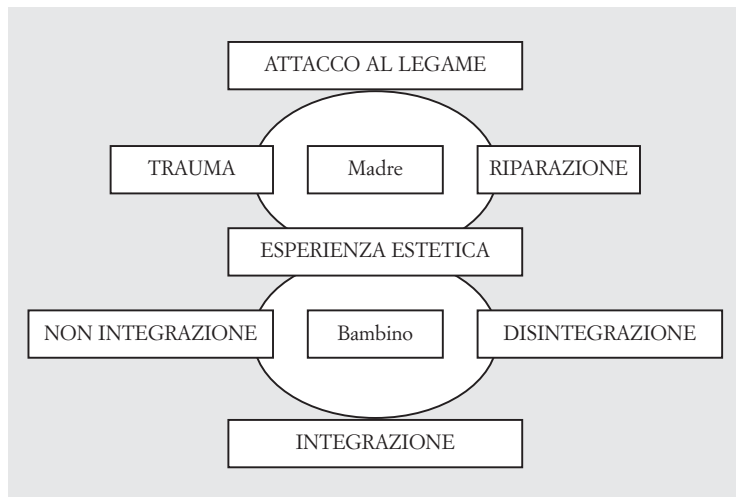 ATTACCO AL LEGAME
TRAUMA
Madre
RIPARAZIONE
ESPERIENZA ESTETICA
NON INTEGRAZIONE
Bambino
DISINTEGRAZIONE
INTEGRAZIONE